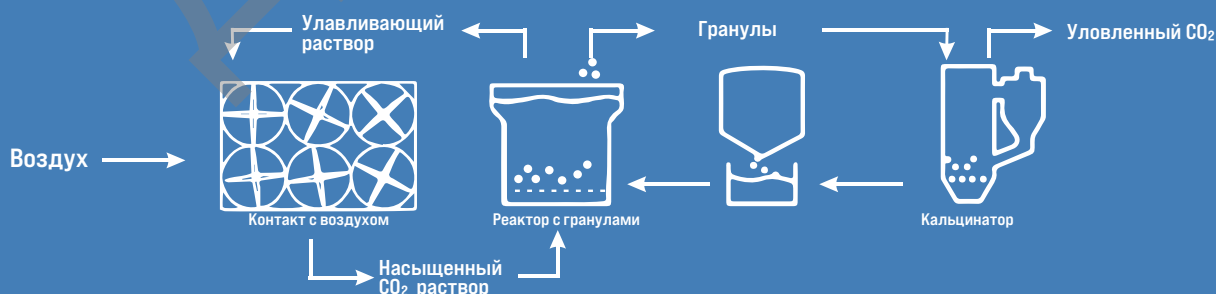 Улавливающий
раствор
Гранулы
Уловленный CO₂
Воздух
Контакт с воздухом
Реактор с гранулами
Кальцинатор
Насыщенный
CO₂ раствор